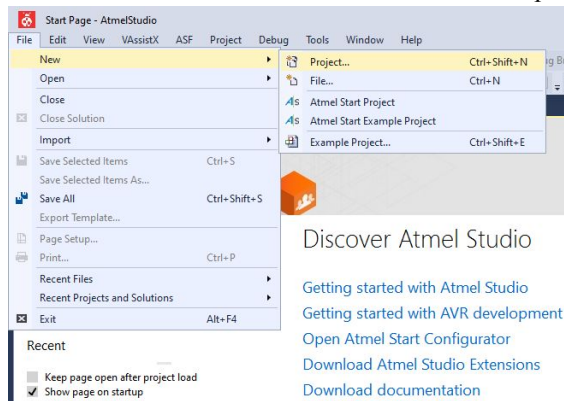 Start Page - AtmelStudio
File Edit View VAssistX ASF Project Debug Tools Window Help
New
Open
Close
Close Solution
Import
Save Selected Items Ctrl+S
Save Selected Items As...
Save All Ctrl+Shift+S
Export Template...
Page Setup...
Print... Ctrl+P
Recent Files
Recent Projects and Solutions
Exit Alt+F4
Project... Ctrl+Shift+N
File... Ctrl+N
Atmel Start Project
Atmel Start Example Project
Example Project... Ctrl+Shift+E
Discover Atmel Studio
Getting started with Atmel Studio
Getting started with AVR development
Open Atmel Start Configurator
Download Atmel Studio Extensions
Download documentation
Recent
Keep page open after project load
Show page on startup